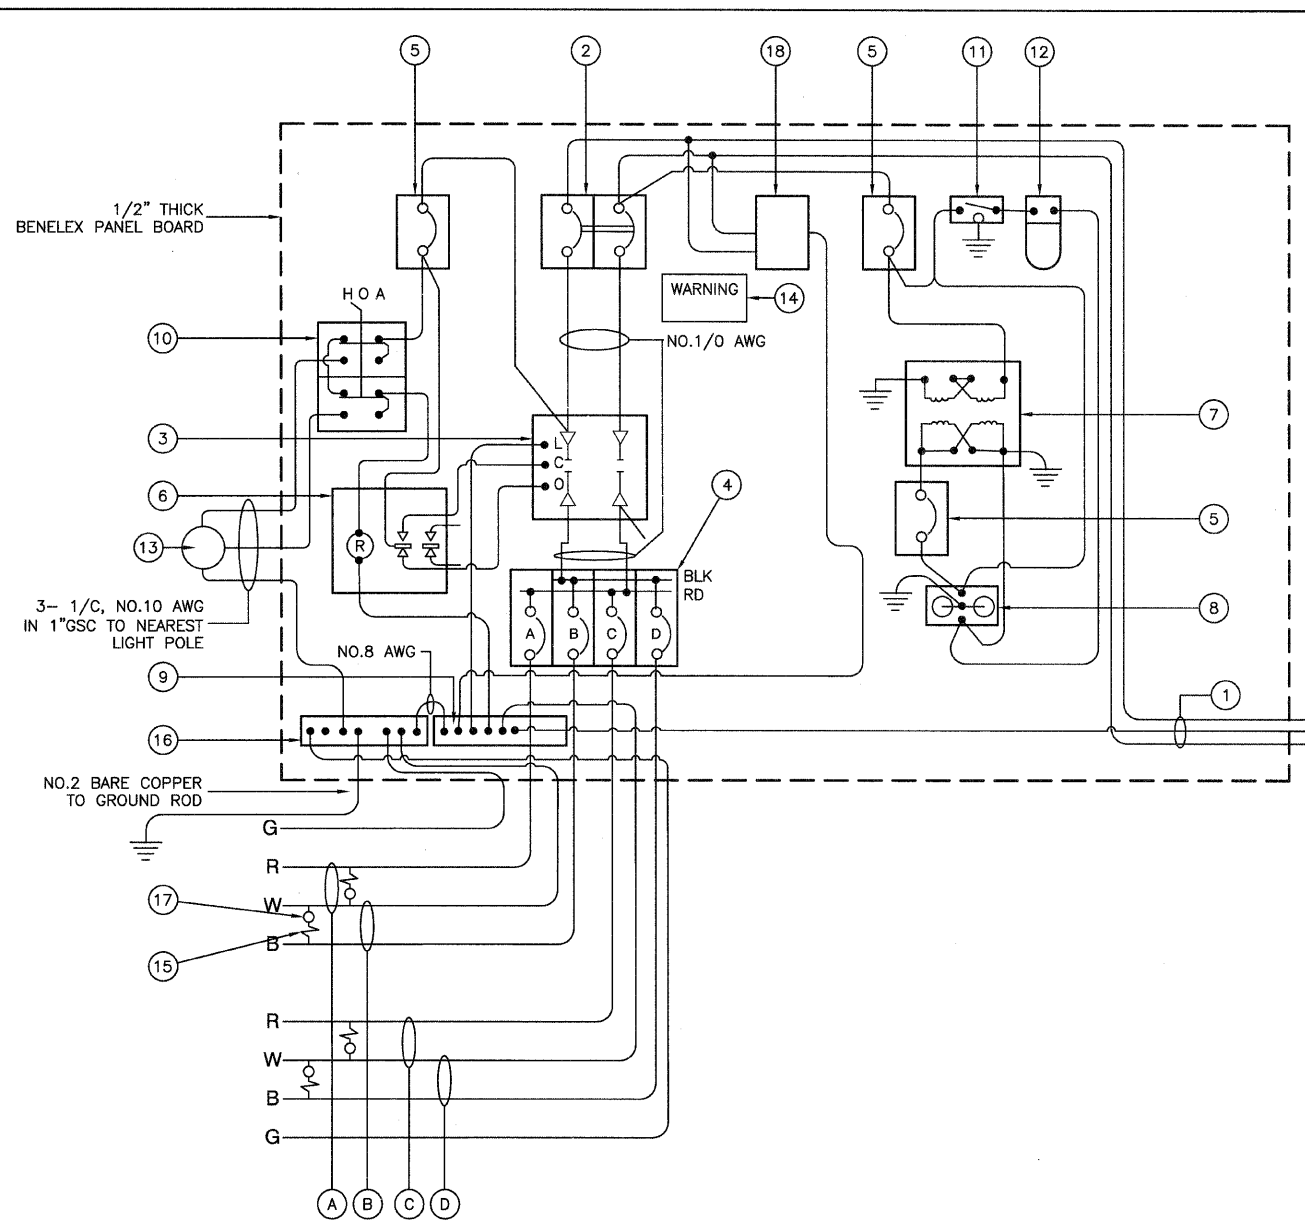 5
2
18
5
11
12
1/2" THICK
BENELEX PANEL BOARD
WARNING
14
H O A
10
NO.1/0 AWG
7
3
L
C
O
4
6
5
13
R
BLK
RD
3– 1/C, NO.10 AWG
IN 1"GSC TO NEAREST
LIGHT POLE
8
A
B
C
D
NO.8 AWG
9
1
16
NO.2 BARE COPPER
TO GROUND ROD
G
R
17
W
B
15
R
W
B
G
A
B
C
D